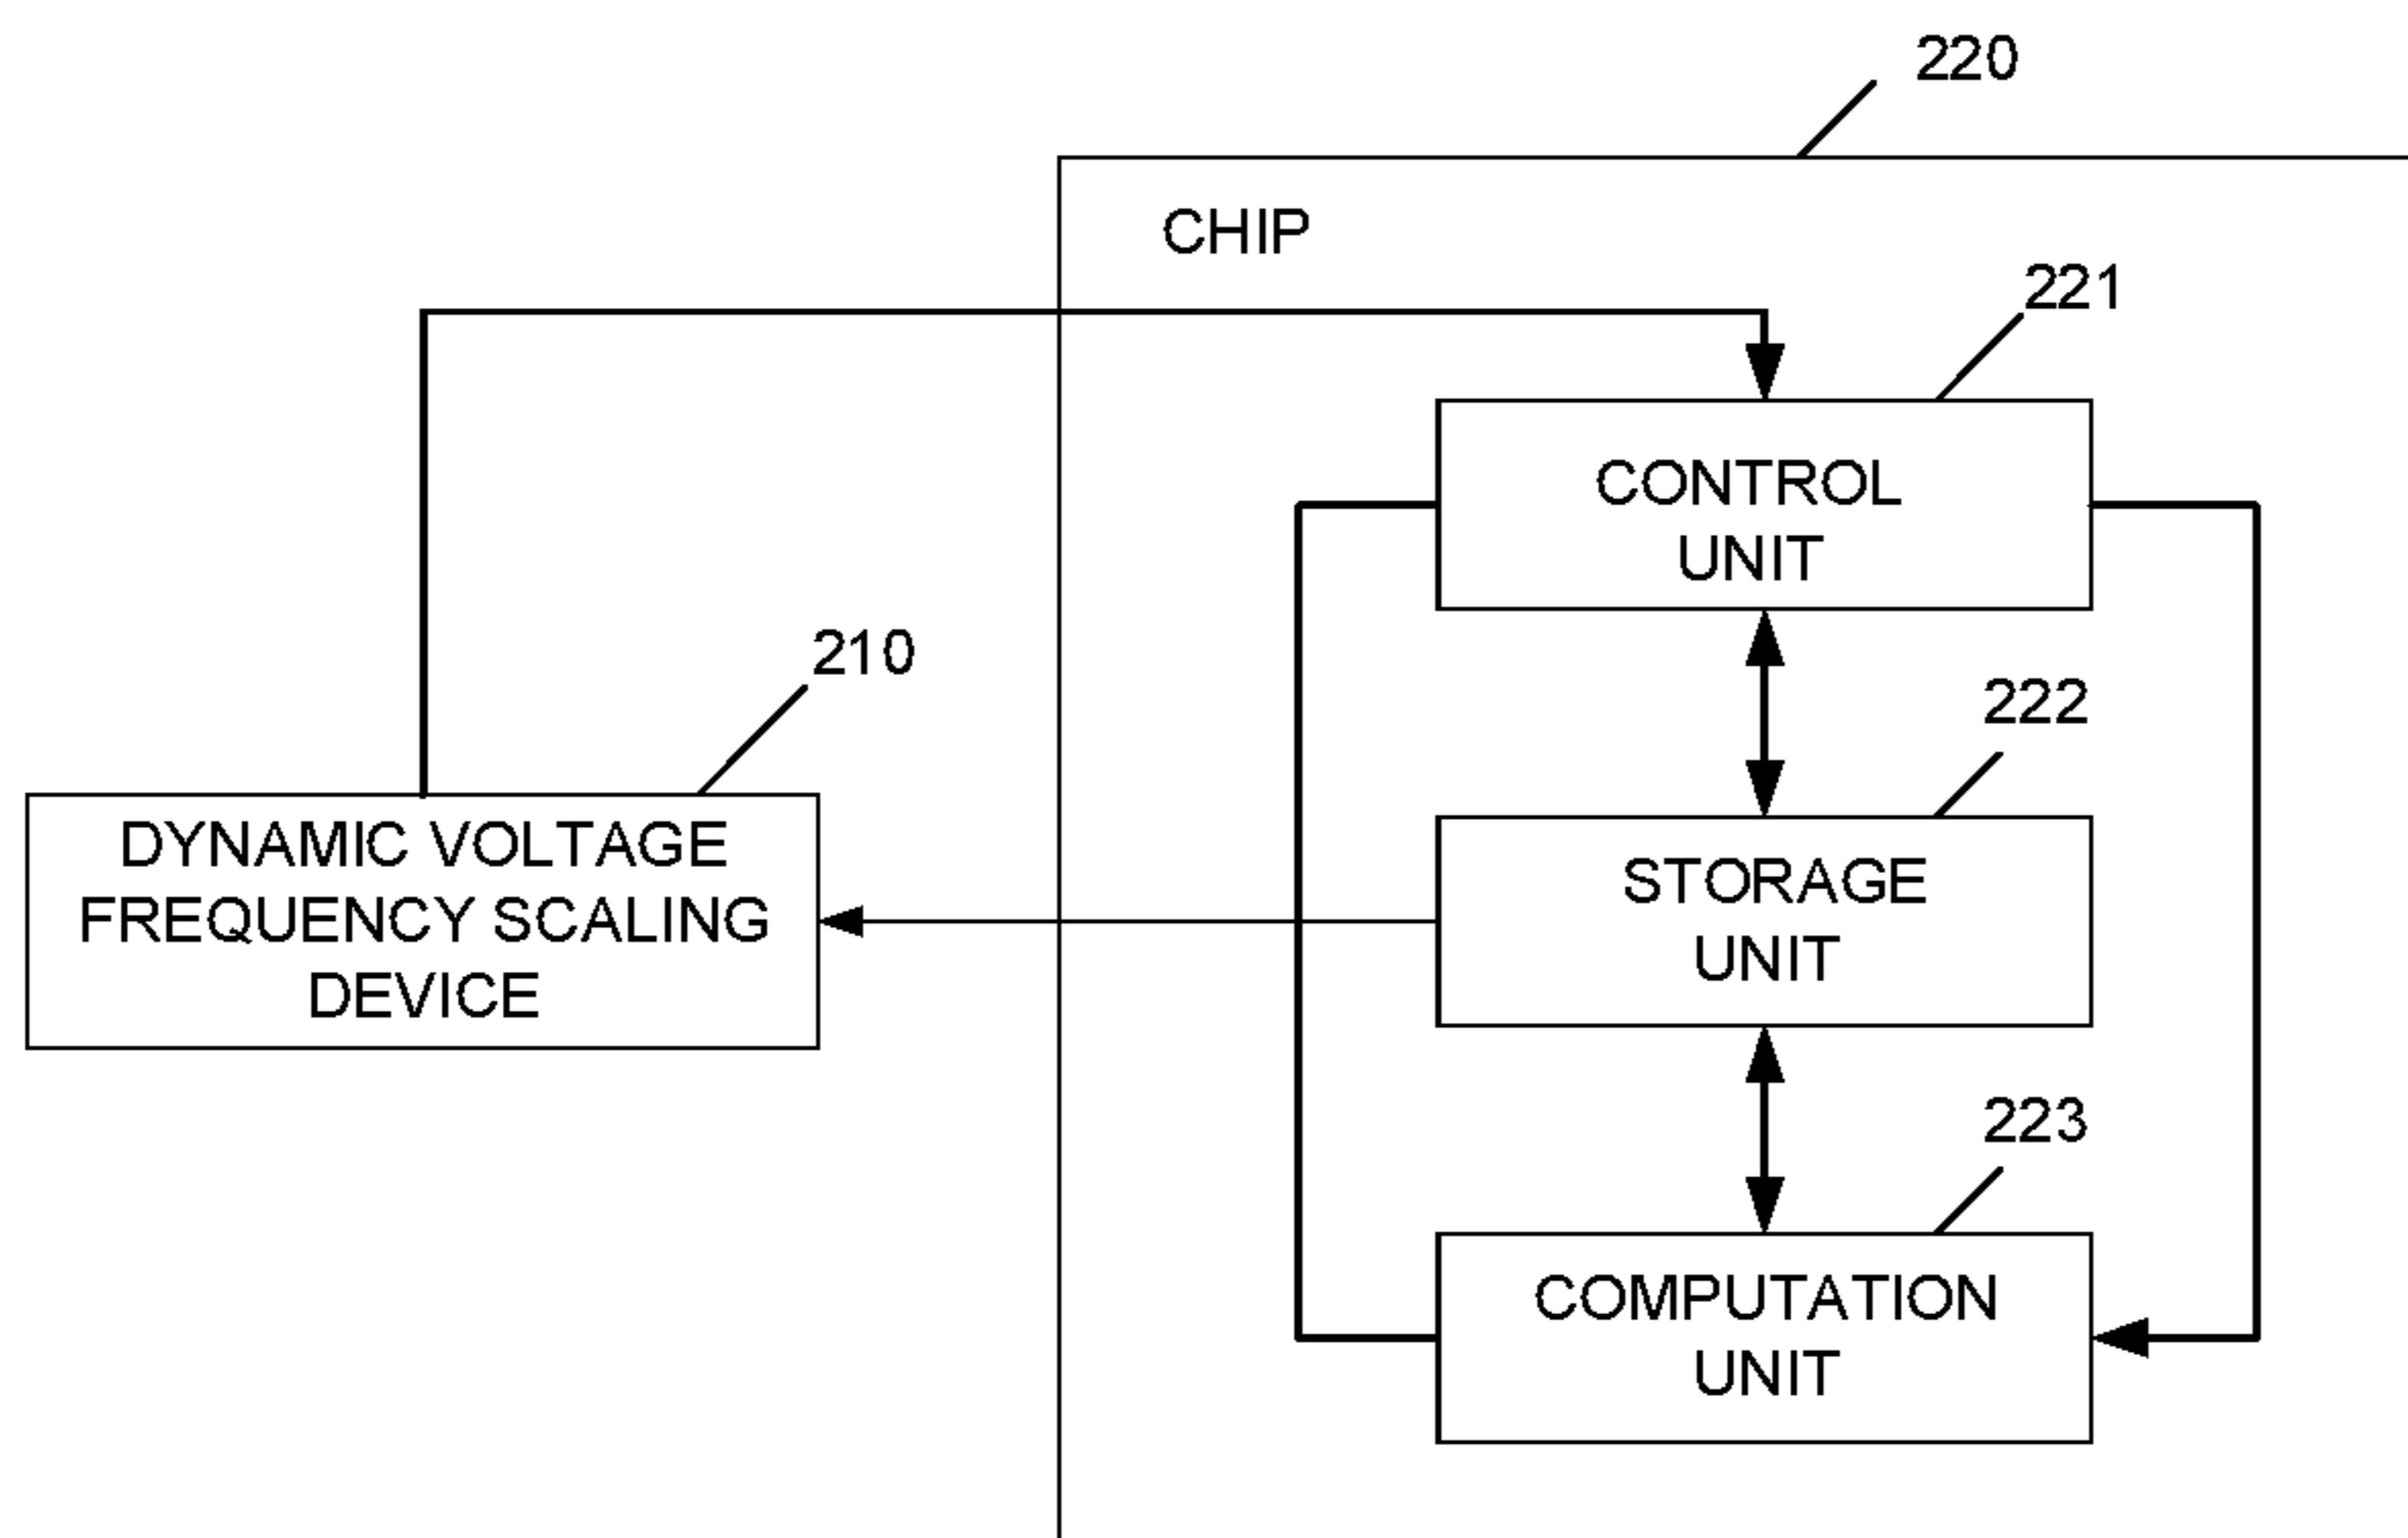 220
CHIP
221
CONTROL
UNIT
210
222
DYNAMIC VOLTAGE
FREQUENCY SCALING
DEVICE
STORAGE
UNIT
223
COMPUTATION
UNIT